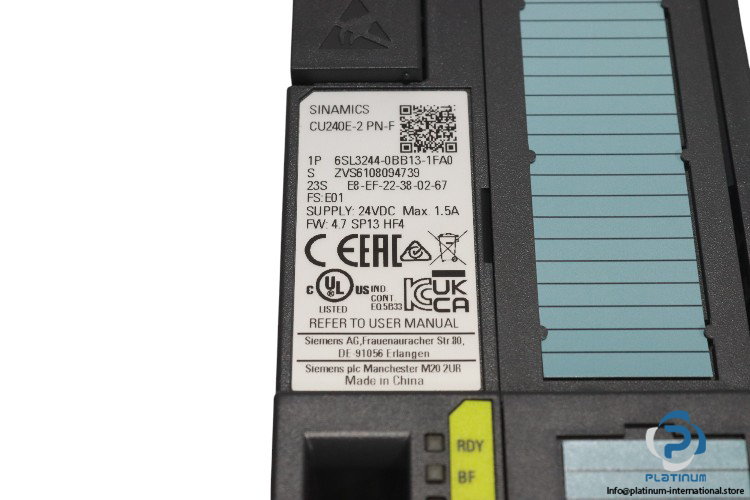 SINAMICS
CU240E-2 PN-F
1P 6SL3244-0BB13-1FA0
S ZVS6108094739
23S E8-EF-22-38-02-67
FS:E01
SUPPLY: 24VDC Max. 1.5A
FW: 4.7 SP13 HF4
CE EAC
C UL US IND.
CONT.
EQ.5B33
LISTED
UK
CA
REFER TO USER MANUAL
Siemens AG,Frauenauracher Str.80,
DE-91056 Erlangen
Siemens plc Manchester M20 2UR
Made in China
RDY
BF
PLATINUM
Info@platinum-international.store